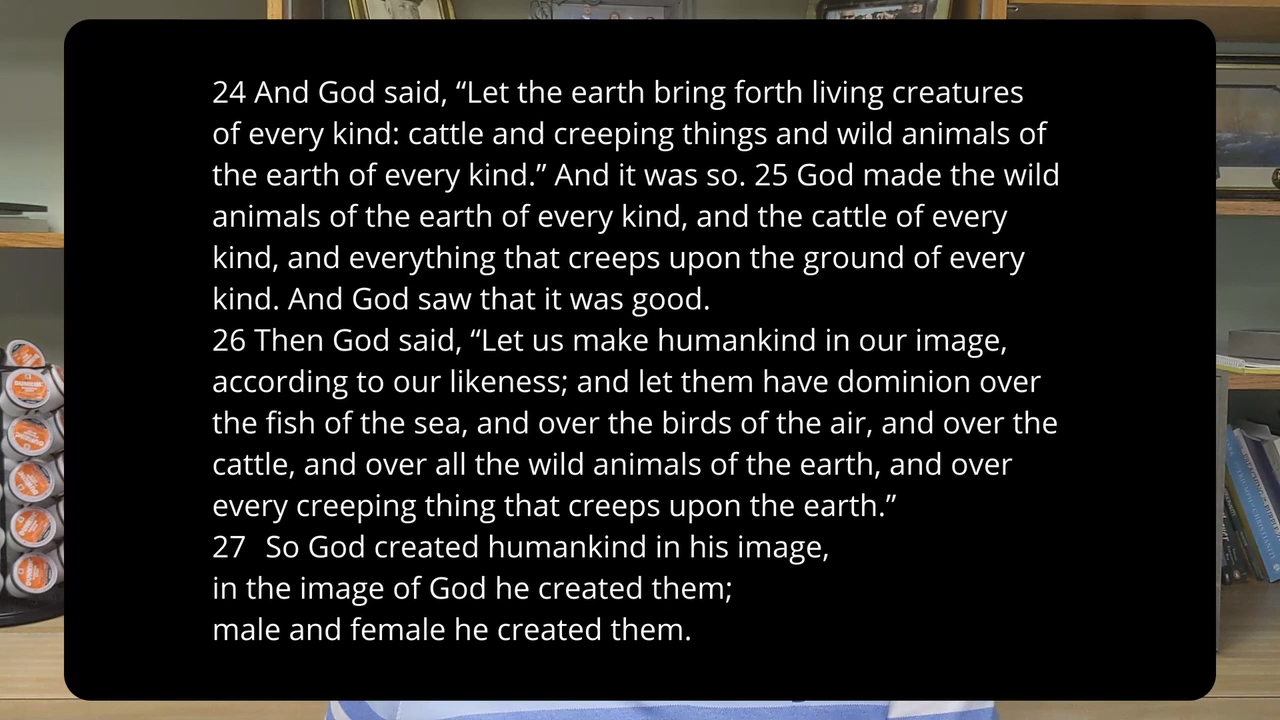 24 And God said, “Let the earth bring forth living creatures
of every kind: cattle and creeping things and wild animals of
the earth of every kind.” And it was so. 25 God made the wild
animals of the earth of every kind, and the cattle of every
kind, and everything that creeps upon the ground of every
kind. And God saw that it was good.
26 Then God said, “Let us make humankind in our image,
according to our likeness; and let them have dominion over
the fish of the sea, and over the birds of the air, and over the
cattle, and over all the wild animals of the earth, and over
every creeping thing that creeps upon the earth.”
27 So God created humankind in his image,
in the image of God he created them;
male and female he created them.